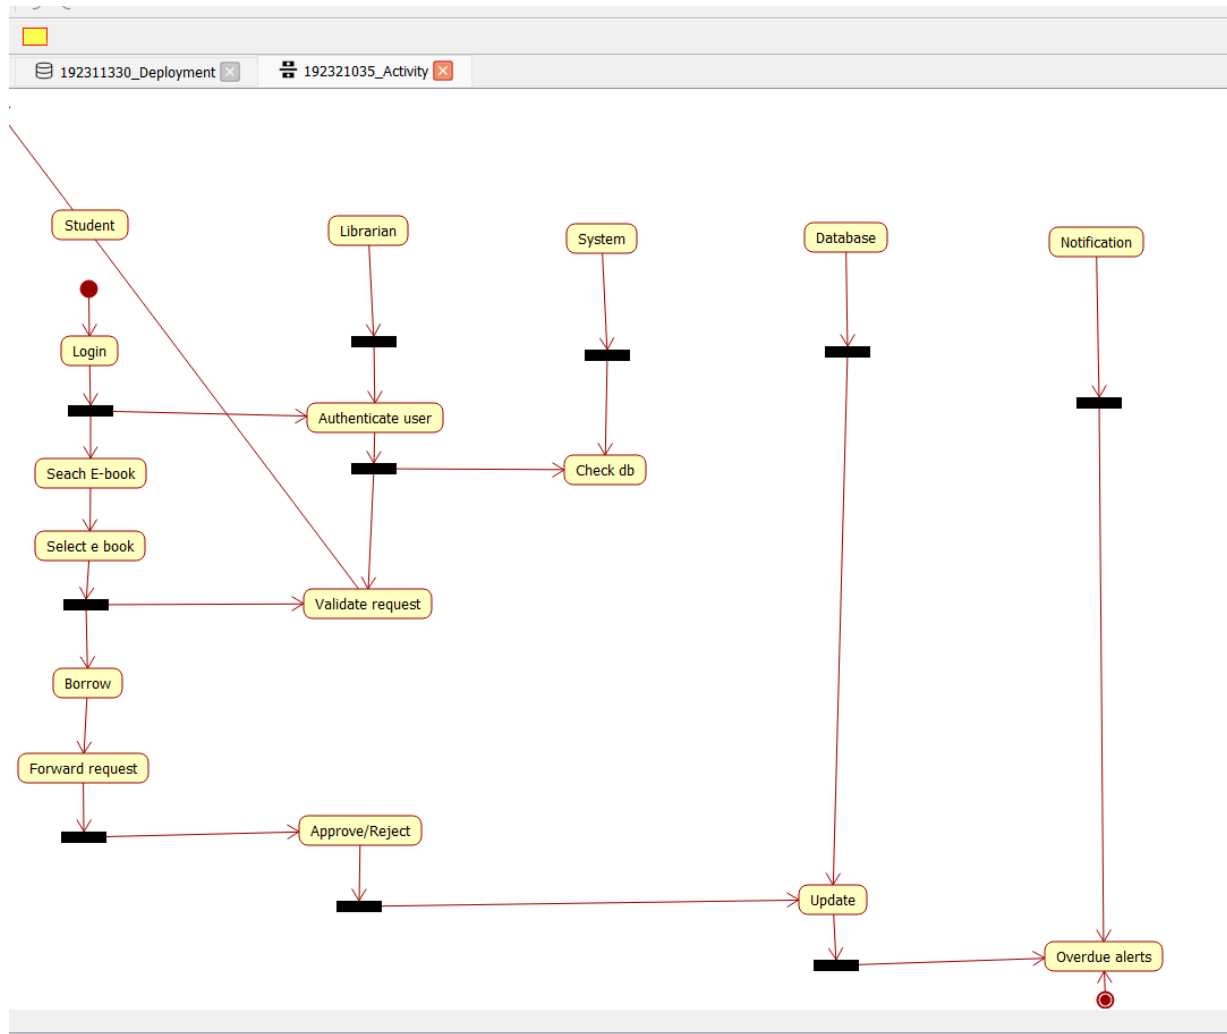 192311330_Deployment
192321035_Activity
Student
Librarian
System
Database
Notification
Login
Authenticate user
Seach E-book
Check db
Select e book
Validate request
Borrow
Forward request
Approve/Reject
Update
Overdue alerts